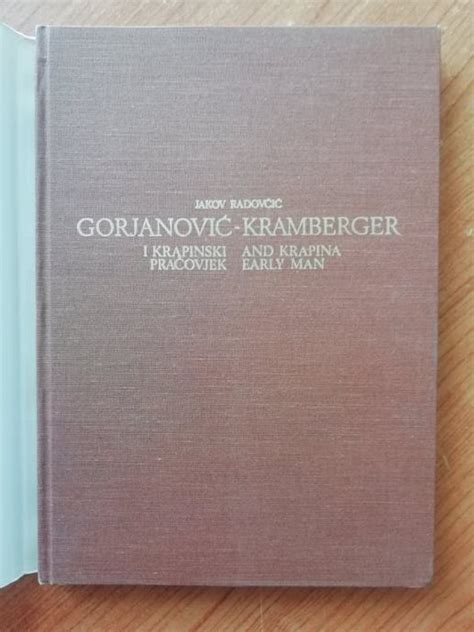 JAKOV RADOVČIĆ
GORJANOVIĆ-KRAMBERGER
I KRAPINSKI AND KRAPINA
PRAČOVJEK EARLY MAN